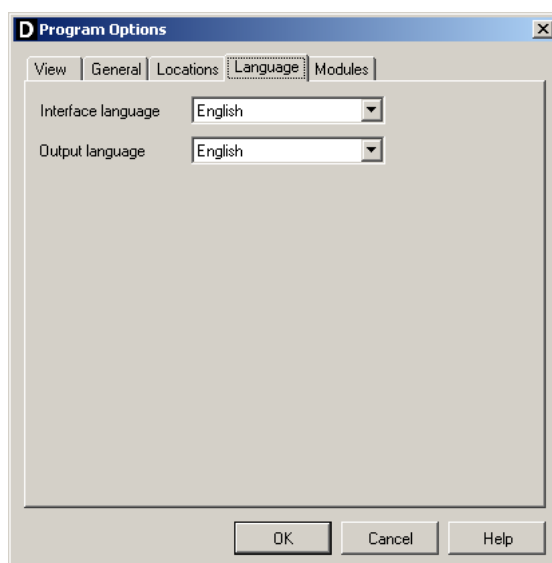 D Program Options
View General Locations Language Modules
Interface language English
Output language English
OK Cancel Help